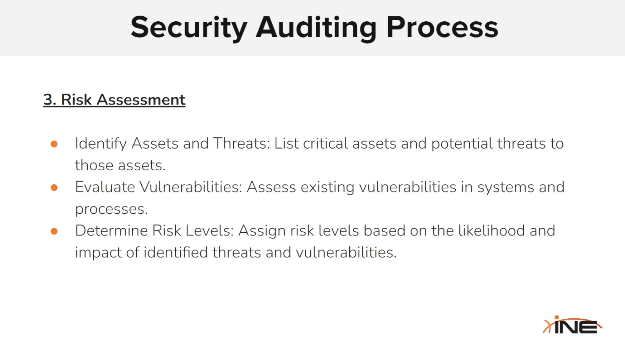 Security Auditing Process
3. Risk Assessment
● Identify Assets and Threats: List critical assets and potential threats to
those assets.
● Evaluate Vulnerabilities: Assess existing vulnerabilities in systems and
processes.
● Determine Risk Levels: Assign risk levels based on the likelihood and
impact of identified threats and vulnerabilities.
INE